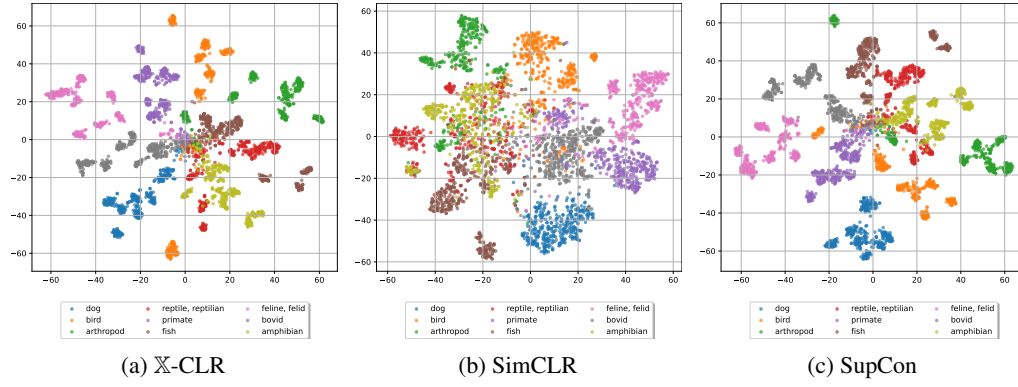 60
40
20
0
−20
−40
−60
−40 −20 0 20 40 60
dog reptile, reptilian feline, felid
bird primate bovid
arthropod fish amphibian
(a) 𝕏-CLR
60
40
20
0
−20
−40
−60
−60 −40 −20 0 20 40 60
dog reptile, reptilian feline, felid
bird primate bovid
arthropod fish amphibian
(b) SimCLR
60
40
20
0
−20
−40
−60
−60 −40 −20 0 20 40 60
dog reptile, reptilian feline, felid
bird primate bovid
arthropod fish amphibian
(c) SupCon